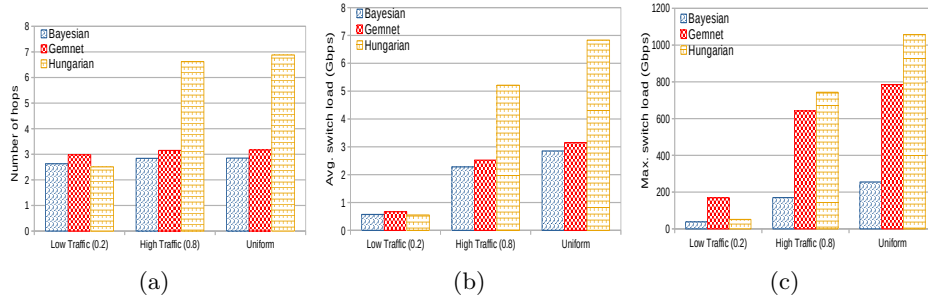 8
7
6
5
4
3
2
1
0
Number of hops
Bayesian
Gemnet
Hungarian
Low Traffic (0.2) High Traffic (0.8) Uniform
(a)
8
7
6
5
4
3
2
1
0
Avg. switch load (Gbps)
Bayesian
Gemnet
Hungarian
Low Traffic (0.2) High Traffic (0.8) Uniform
(b)
1200
1000
800
600
400
200
0
Max. switch load (Gbps)
Bayesian
Gemnet
Hungarian
Low Traffic (0.2) High Traffic (0.8) Uniform
(c)